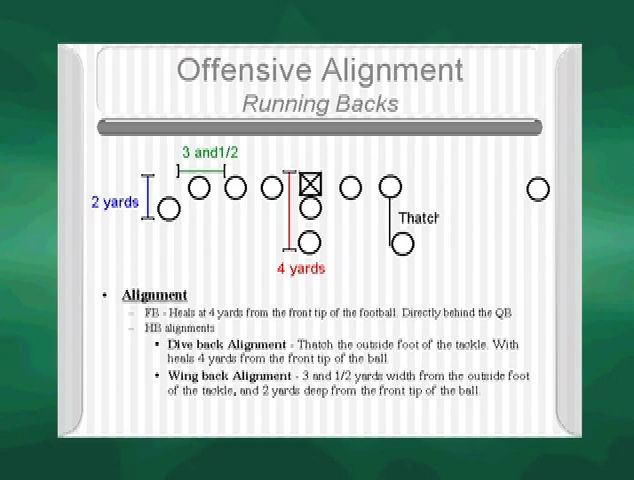 Offensive Alignment
Running Backs
3 and1/2
2 yards
Thatch
4 yards
• Alignment
– FB - Heals at 4 yards from the front tip of the football. Directly behind the QB
– HB alignments
• Dive back Alignment - Thatch the outside foot of the tackle. With
heals 4 yards from the front tip of the ball
• Wing back Alignment - 3 and 1/2 yards width from the outside foot
of the tackle, and 2 yards deep from the front tip of the ball.